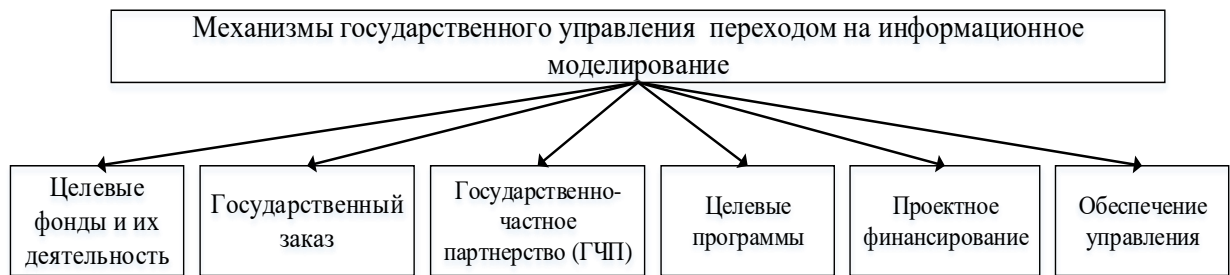 Механизмы государственного управления переходом на информационное
моделирование
Целевые
фонды и их
деятельность
Государственный
заказ
Государственно-
частное
партнерство (ГЧП)
Целевые
программы
Проектное
финансирование
Обеспечение
управления